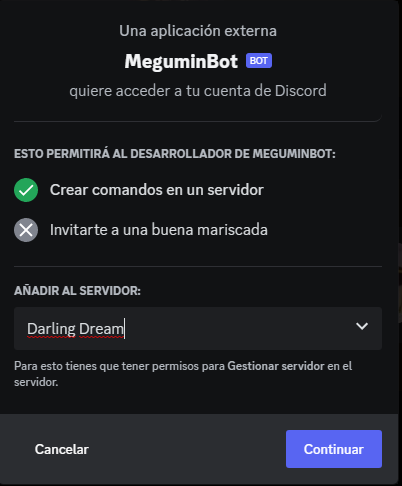 Una aplicación externa
MeguminBot BOT
quiere acceder a tu cuenta de Discord
ESTO PERMITIRÁ AL DESARROLLADOR DE MEGUMINBOT:
Crear comandos en un servidor
Invitarte a una buena mariscada
AÑADIR AL SERVIDOR:
Darling Dream
Para esto tienes que tener permisos para Gestionar servidor en el
servidor.
Cancelar
Continuar